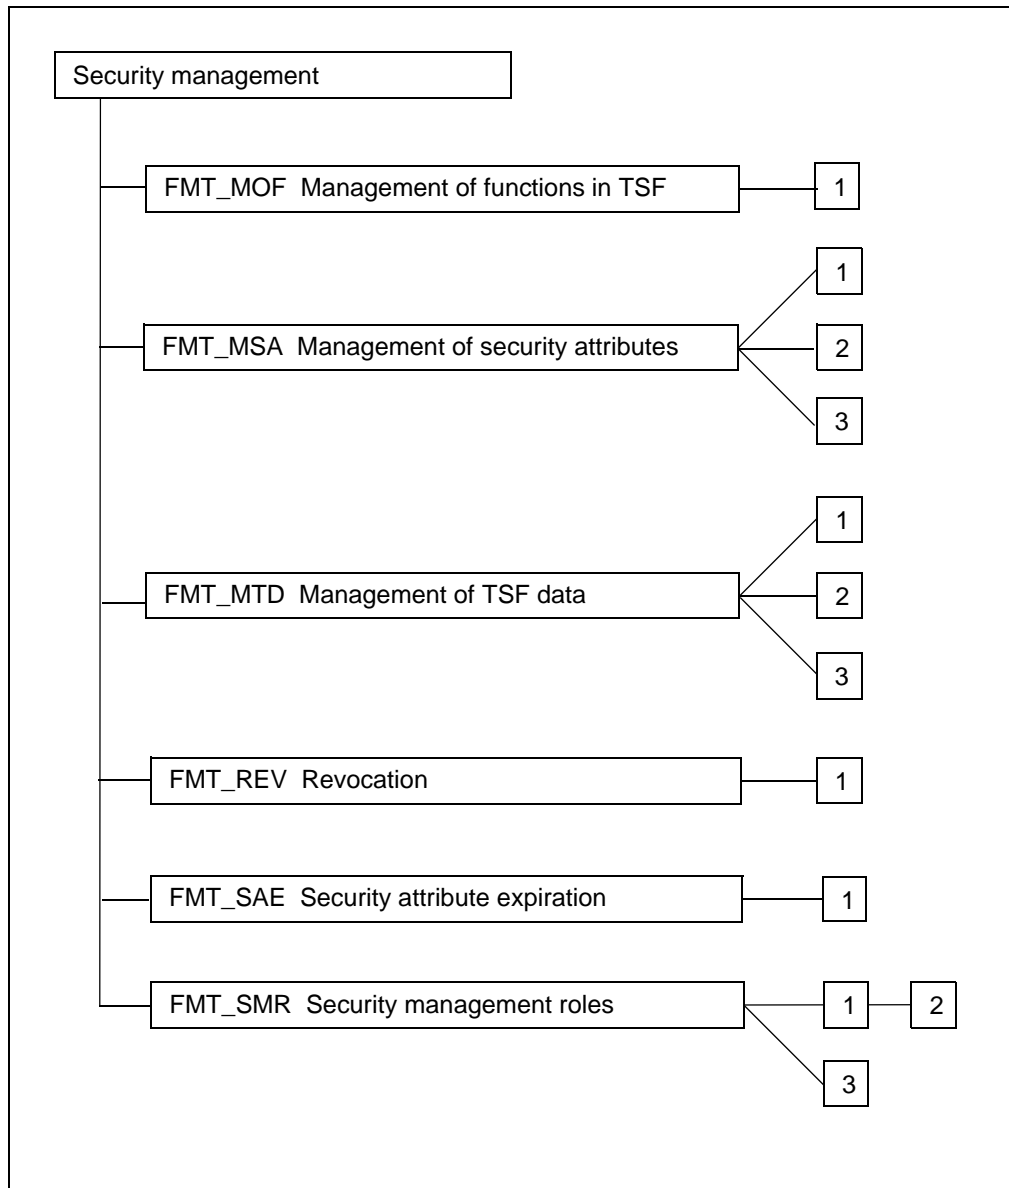 Security management
FMT_MOF Management of functions in TSF
1
1
FMT_MSA Management of security attributes
2
3
1
FMT_MTD Management of TSF data
2
3
FMT_REV Revocation
1
FMT_SAE Security attribute expiration
1
FMT_SMR Security management roles
1
2
3